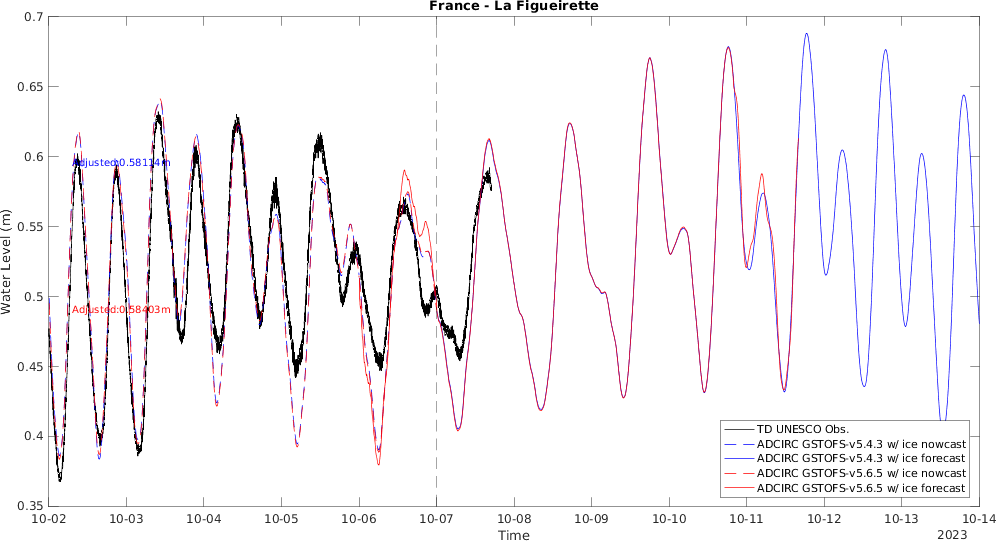 France - La Figueirette
0.7
0.65
0.6
0.55
0.5
0.45
0.4
0.35
Water Level (m)
Adjusted:0.58114m
Adjusted:0.58403m
TD UNESCO Obs.
ADCIRC GSTOFS-v5.4.3 w/ ice nowcast
ADCIRC GSTOFS-v5.4.3 w/ ice forecast
ADCIRC GSTOFS-v5.6.5 w/ ice nowcast
ADCIRC GSTOFS-v5.6.5 w/ ice forecast
10-02 10-03 10-04 10-05 10-06 10-07 10-08 10-09 10-10 10-11 10-12 10-13 10-14
Time
2023